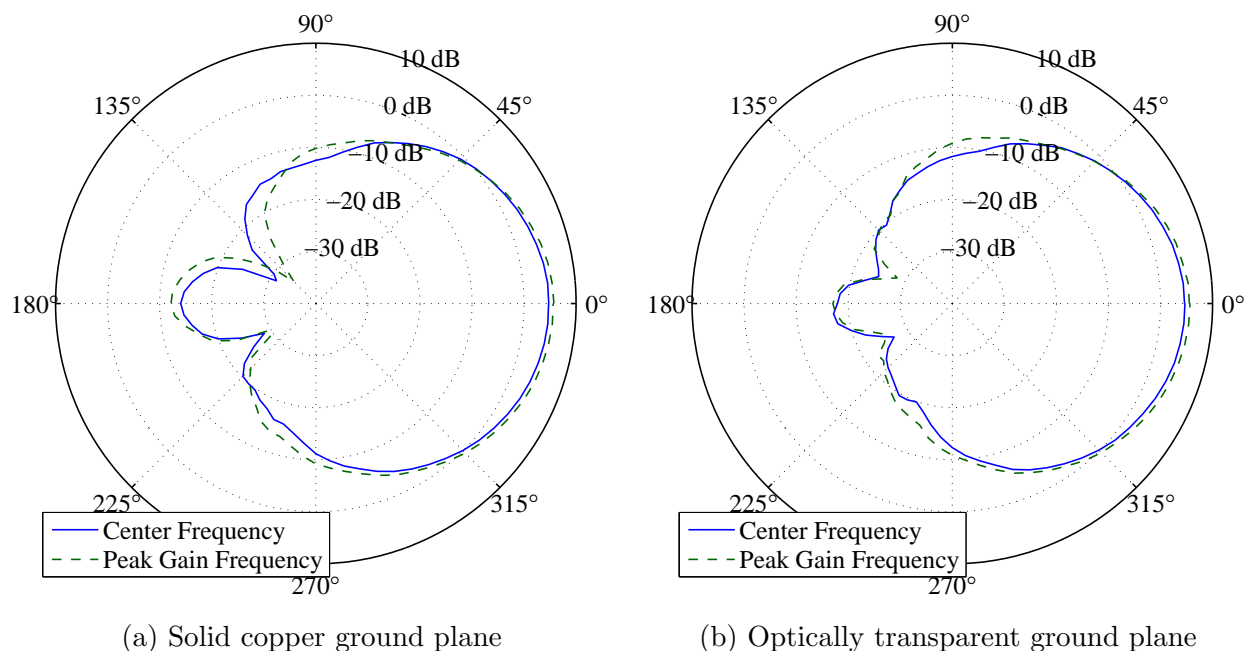 90°
10 dB
135°
0 dB
45°
−10 dB
−20 dB
−30 dB
180°
0°
225°
315°
Center Frequency
Peak Gain Frequency
270°
(a) Solid copper ground plane
90°
10 dB
135°
0 dB
45°
−10 dB
−20 dB
−30 dB
180°
0°
225°
315°
Center Frequency
Peak Gain Frequency
270°
(b) Optically transparent ground plane